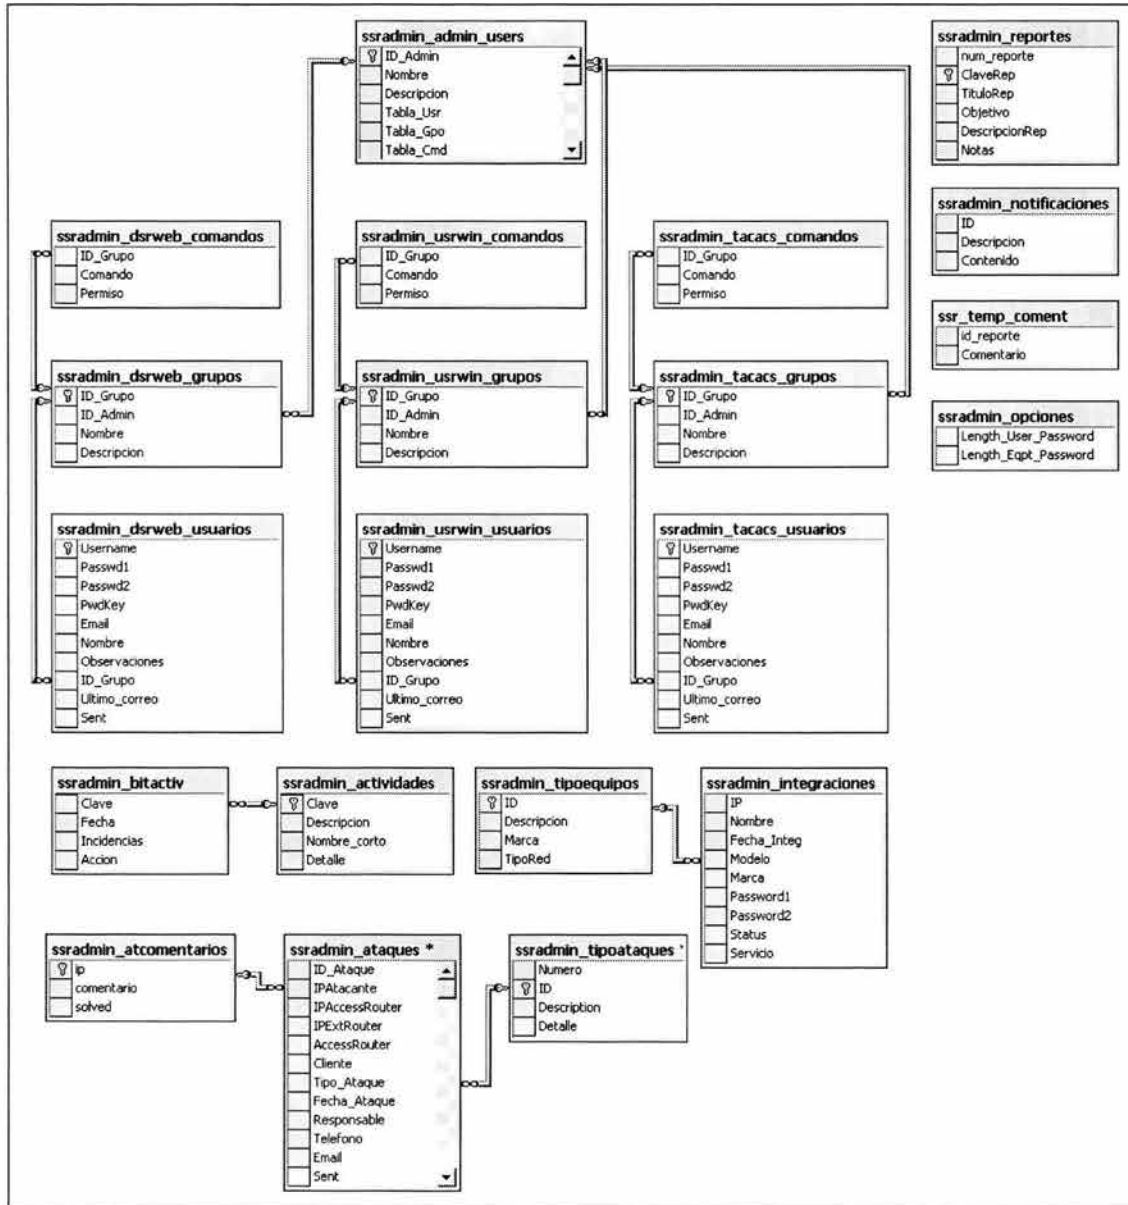 ssradmin_admin_users
ID_Admin
Nombre
Descripcion
Tabla_Usr
Tabla_Gpo
Tabla_Cmd
ssradmin_reportes
num_reporte
ClaveRep
TituloRep
Objetivo
DescripcionRep
Notas
ssradmin_notificaciones
ID
Descripcion
Contenido
ssr_temp_coment
id_reporte
Comentario
ssradmin_opciones
Length_User_Password
Length_Eqpt_Password
ssradmin_dsrweb_comandos
ID_Grupo
Comando
Permiso
ssradmin_usrwin_comandos
ID_Grupo
Comando
Permiso
ssradmin_tacacs_comandos
ID_Grupo
Comando
Permiso
ssradmin_dsrweb_grupos
ID_Grupo
ID_Admin
Nombre
Descripcion
ssradmin_usrwin_grupos
ID_Grupo
ID_Admin
Nombre
Descripcion
ssradmin_tacacs_grupos
ID_Grupo
ID_Admin
Nombre
Descripcion
ssradmin_dsrweb_usuarios
Username
Passwd1
Passwd2
PwdKey
Email
Nombre
Observaciones
ID_Grupo
Ultimo_correo
Sent
ssradmin_usrwin_usuarios
Username
Passwd1
Passwd2
PwdKey
Email
Nombre
Observaciones
ID_Grupo
Ultimo_correo
Sent
ssradmin_tacacs_usuarios
Username
Passwd1
Passwd2
PwdKey
Email
Nombre
Observaciones
ID_Grupo
Ultimo_correo
Sent
ssradmin_bitactiv
Clave
Fecha
Incidencias
Accion
ssradmin_actividades
Clave
Descripcion
Nombre_corto
Detalle
ssradmin_tipoequipos
ID
Descripcion
Marca
TipoRed
ssradmin_integraciones
IP
Nombre
Fecha_Integ
Modelo
Marca
Password1
Password2
Status
Servicio
ssradmin_atcomentarios
ip
comentario
solved
ssradmin_ataques *
ID_Ataque
IPAtacante
IPAccessRouter
IPExtRouter
AccessRouter
Cliente
Tipo_Ataque
Fecha_Ataque
Responsable
Telefono
Email
Sent
ssradmin_tipoataques
Numero
ID
Description
Detalle